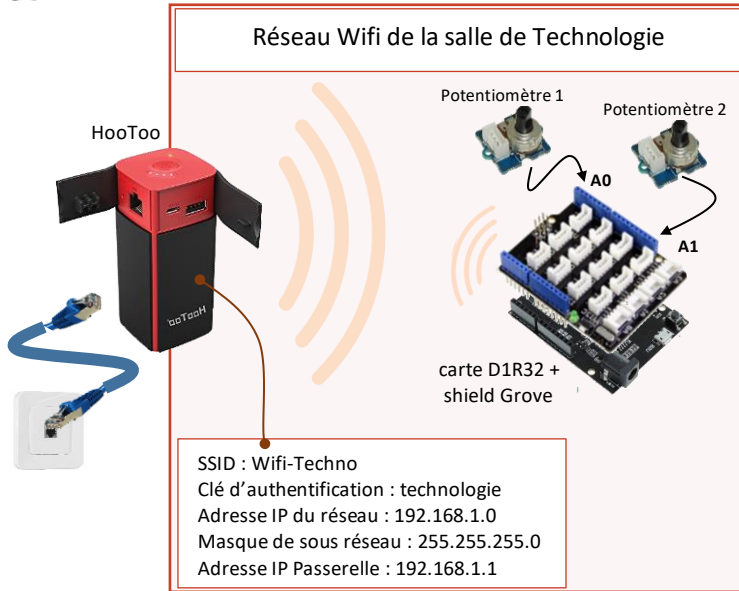 Réseau Wifi de la salle de Technologie
HooToo
Potentiomètre 1
Potentiomètre 2
A0
A1
HooToo
carte D1R32 +
shield Grove
SSID : Wifi-Techno
Clé d’authentification : technologie
Adresse IP du réseau : 192.168.1.0
Masque de sous réseau : 255.255.255.0
Adresse IP Passerelle : 192.168.1.1